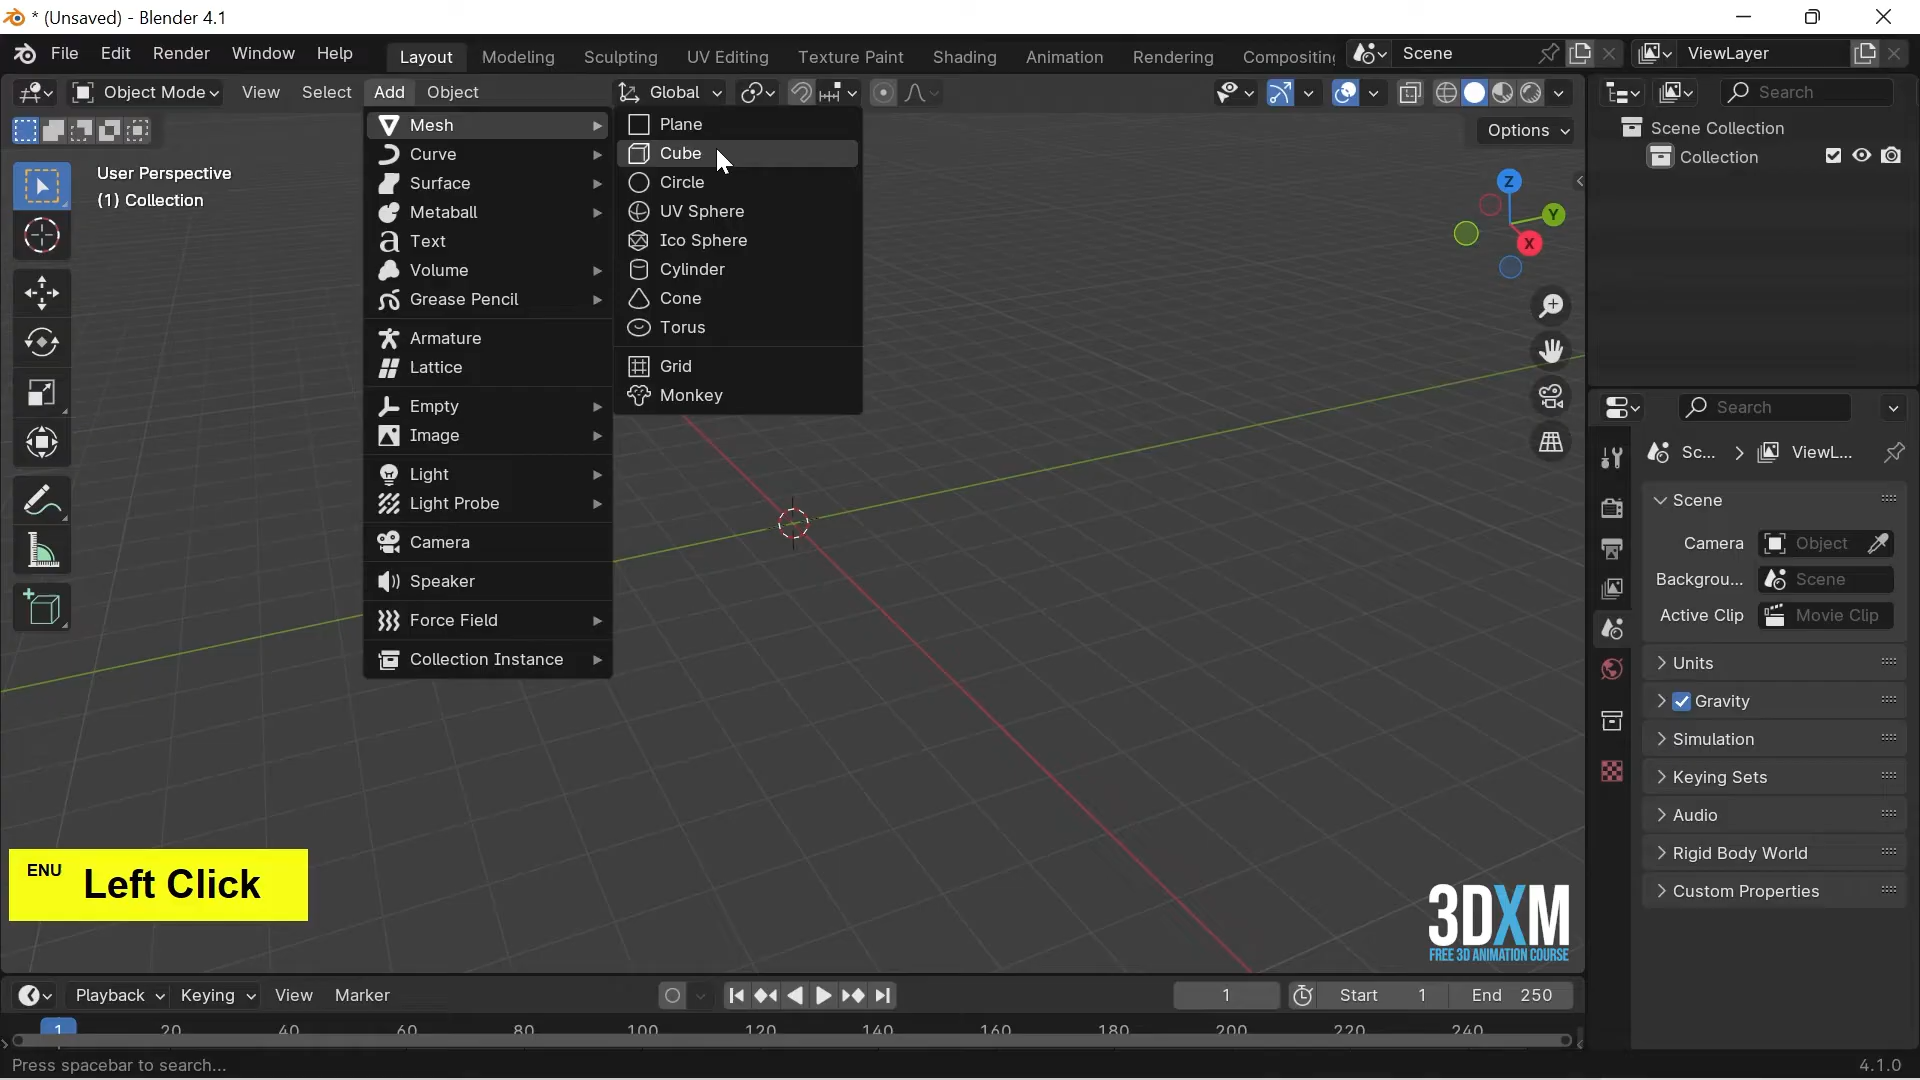 * (Unsaved) - Blender 4.1
File Edit Render Window Help
Layout Modeling Sculpting UV Editing Texture Paint Shading Animation Rendering
Scene
ViewLayer
Object Mode View Select Add Object
Global
Search
Options
User Perspective
(1) Collection
Mesh
Curve
Surface
Metaball
Text
Volume
Grease Pencil
Armature
Lattice
Empty
Image
Light
Light Probe
Camera
Speaker
Force Field
Collection Instance
Plane
Cube
Circle
UV Sphere
Ico Sphere
Cylinder
Cone
Torus
Grid
Monkey
Z
Y
X
Scene Collection
Collection
Search
Sc... > ViewL...
Scene
Camera Object
Backgrou... Scene
Active Clip Movie Clip
Units
Gravity
Simulation
Keying Sets
Audio
Rigid Body World
Custom Properties
ENU Left Click
3DXM
FREE 3D ANIMATION COURSE
Playback Keying View Marker
1
Start 1
End 250
1 20 40 60 80 100 120 140 160 180 200 220 240
Press spacebar to search...
4.1.0